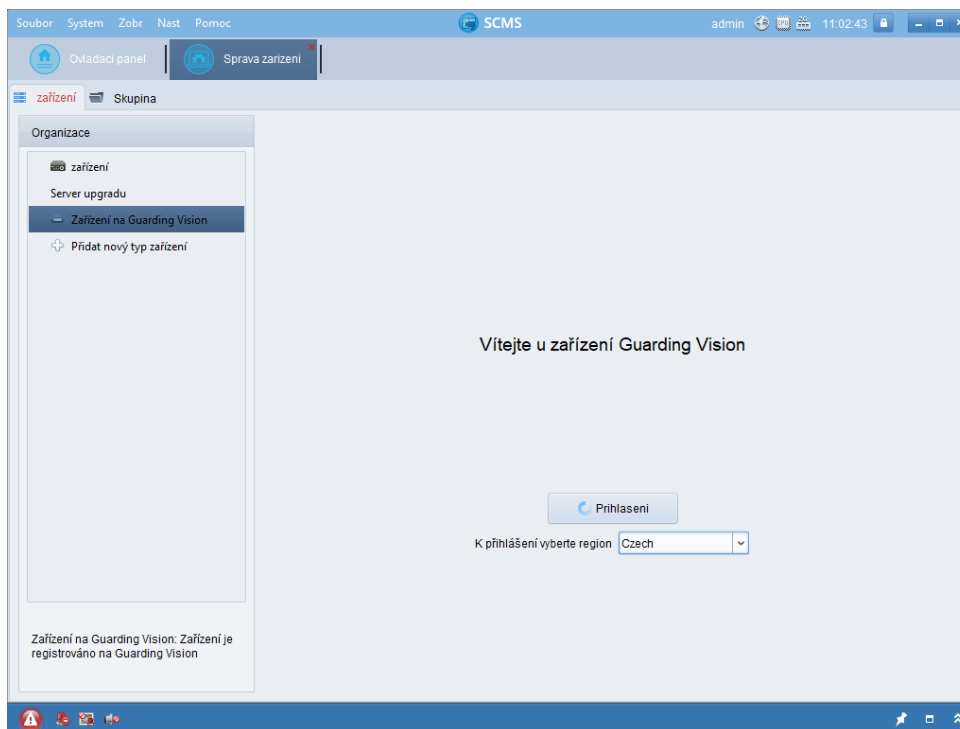 Soubor System Zobr Nast Pomoc SCMS admin 11:02:43
Ovladaci panel Sprava zarizeni
zařízení Skupina
Organizace
zařízení
Server upgradu
Zařízení na Guarding Vision
Přidat nový typ zařízení
Vítejte u zařízení Guarding Vision
Prihlaseni
K přihlášení vyberte region Czech
Zařízení na Guarding Vision: Zařízení je
registrováno na Guarding Vision